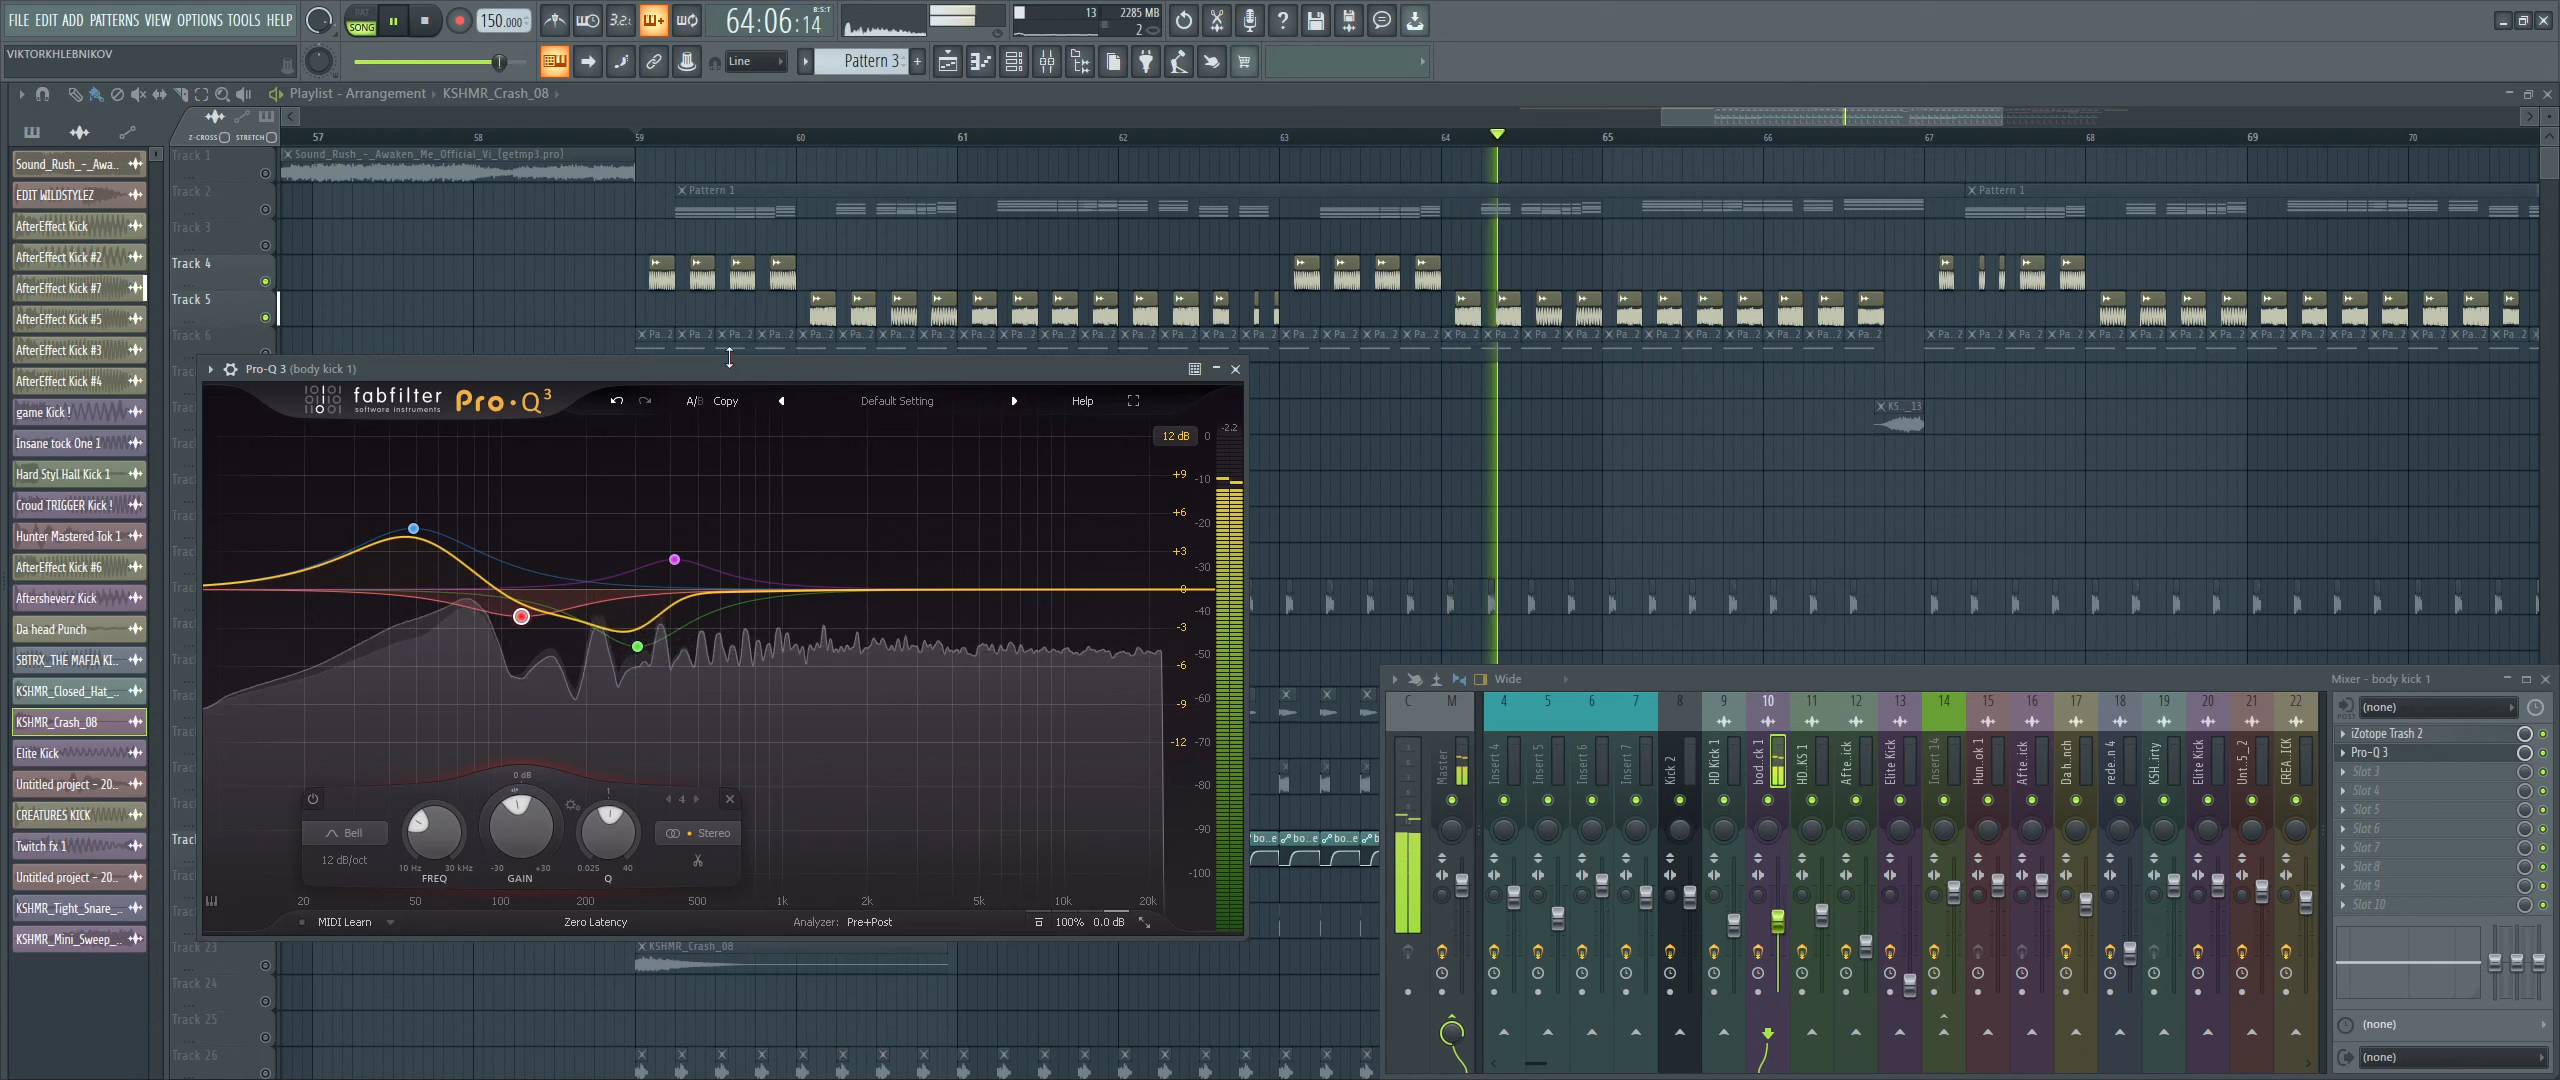 FILE EDIT ADD PATTERNS VIEW OPTIONS TOOLS HELP
PAT
SONG
150.000
3.2.
64:06:14
B:S:T
13
2285 MB
2
VIKTORKHLEBNIKOV
Line
Pattern 3
Playlist - Arrangement
KSHMR_Crash_08
Z-CROSS
STRETCH
57
58
59
60
61
62
63
64
65
66
67
68
69
70
Sound_Rush_-_Awa..
EDIT WILDSTYLEZ
AfterEffect Kick
AfterEffect Kick #2
AfterEffect Kick #7
AfterEffect Kick #5
AfterEffect Kick #3
AfterEffect Kick #4
game Kick !
Insane tock One 1
Hard Styl Hall Kick 1
Croud TRIGGER Kick !
Hunter Mastered Tok 1
AfterEffect Kick #6
Aftersheverz Kick
Da head Punch
SBTRX_THE MAFIA KI..
KSHMR_Closed_Hat_..
KSHMR_Crash_08
Elite Kick
Untitled project - 20..
CREATURES KICK
Twitch fx 1
Untitled project - 20..
KSHMR_Tight_Snare_..
KSHMR_Mini_Sweep_..
Track 1
Sound_Rush_-_Awaken_Me_Official_Vi_(getmp3.pro)
Track 2
Pattern 1
Pattern 1
Track 3
Track 4
Track 5
Track 6
KS.._13
Track 23
KSHMR_Crash_08
Track 24
Track 25
Track 26
Pro-Q 3 (body kick 1)
fabfilter
software instruments
Pro·Q3
A/B
Copy
Default Setting
Help
12 dB
0
-2.2
+9
-10
+6
-20
+3
-30
0
-40
-3
-50
-6
-60
-9
-70
-12
-80
-90
-100
0 dB
1
4
Bell
12 dB/oct
10 Hz
30 kHz
FREQ
-30
+30
GAIN
0.025
40
Q
Stereo
20
50
100
200
500
1k
2k
5k
10k
20k
MIDI Learn
Zero Latency
Analyzer: Pre+Post
100%
0.0 dB
Wide
C
M
4
5
6
7
8
9
10
11
12
13
14
15
16
17
18
19
20
21
22
Master
Insert 4
Insert 5
Insert 6
Insert 7
Kick 2
HD Kick 1
bod..ck 1
HD..KS 1
Afte..ick
Elite Kick
Insert 14
Hun..ok 1
Afte..ick
Da h..nch
rede..n 4
KSH..irty
Elite Kick
Unt..5_.2
CREA..ICK
Mixer - body kick 1
(none)
iZotope Trash 2
Pro-Q 3
Slot 3
Slot 4
Slot 5
Slot 6
Slot 7
Slot 8
Slot 9
Slot 10
(none)
(none)